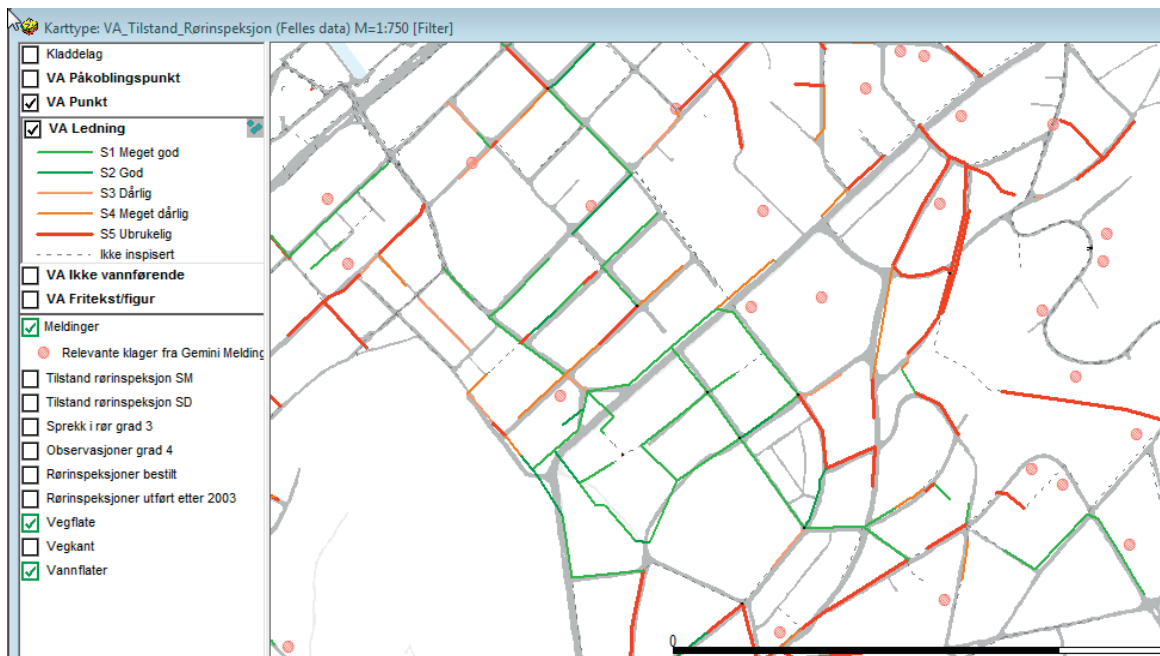 Karttype: VA_Tilstand_Rørinspeksjon (Felles data) M=1:750 [Filter]
Kladdelag
VA Påkoblingspunkt
VA Punkt
VA Ledning
S1 Meget god
S2 God
S3 Dårlig
S4 Meget dårlig
S5 Ubrukelig
Ikke inspisert
VA Ikke vannførende
VA Fritekst/figur
Meldinger
Relevante klager fra Gemini Melding
Tilstand rørinspeksjon SM
Tilstand rørinspeksjon SD
Sprekk i rør grad 3
Observasjoner grad 4
Rørinspeksjoner bestilt
Rørinspeksjoner utført etter 2003
Vegflate
Vegkant
Vannflater
0